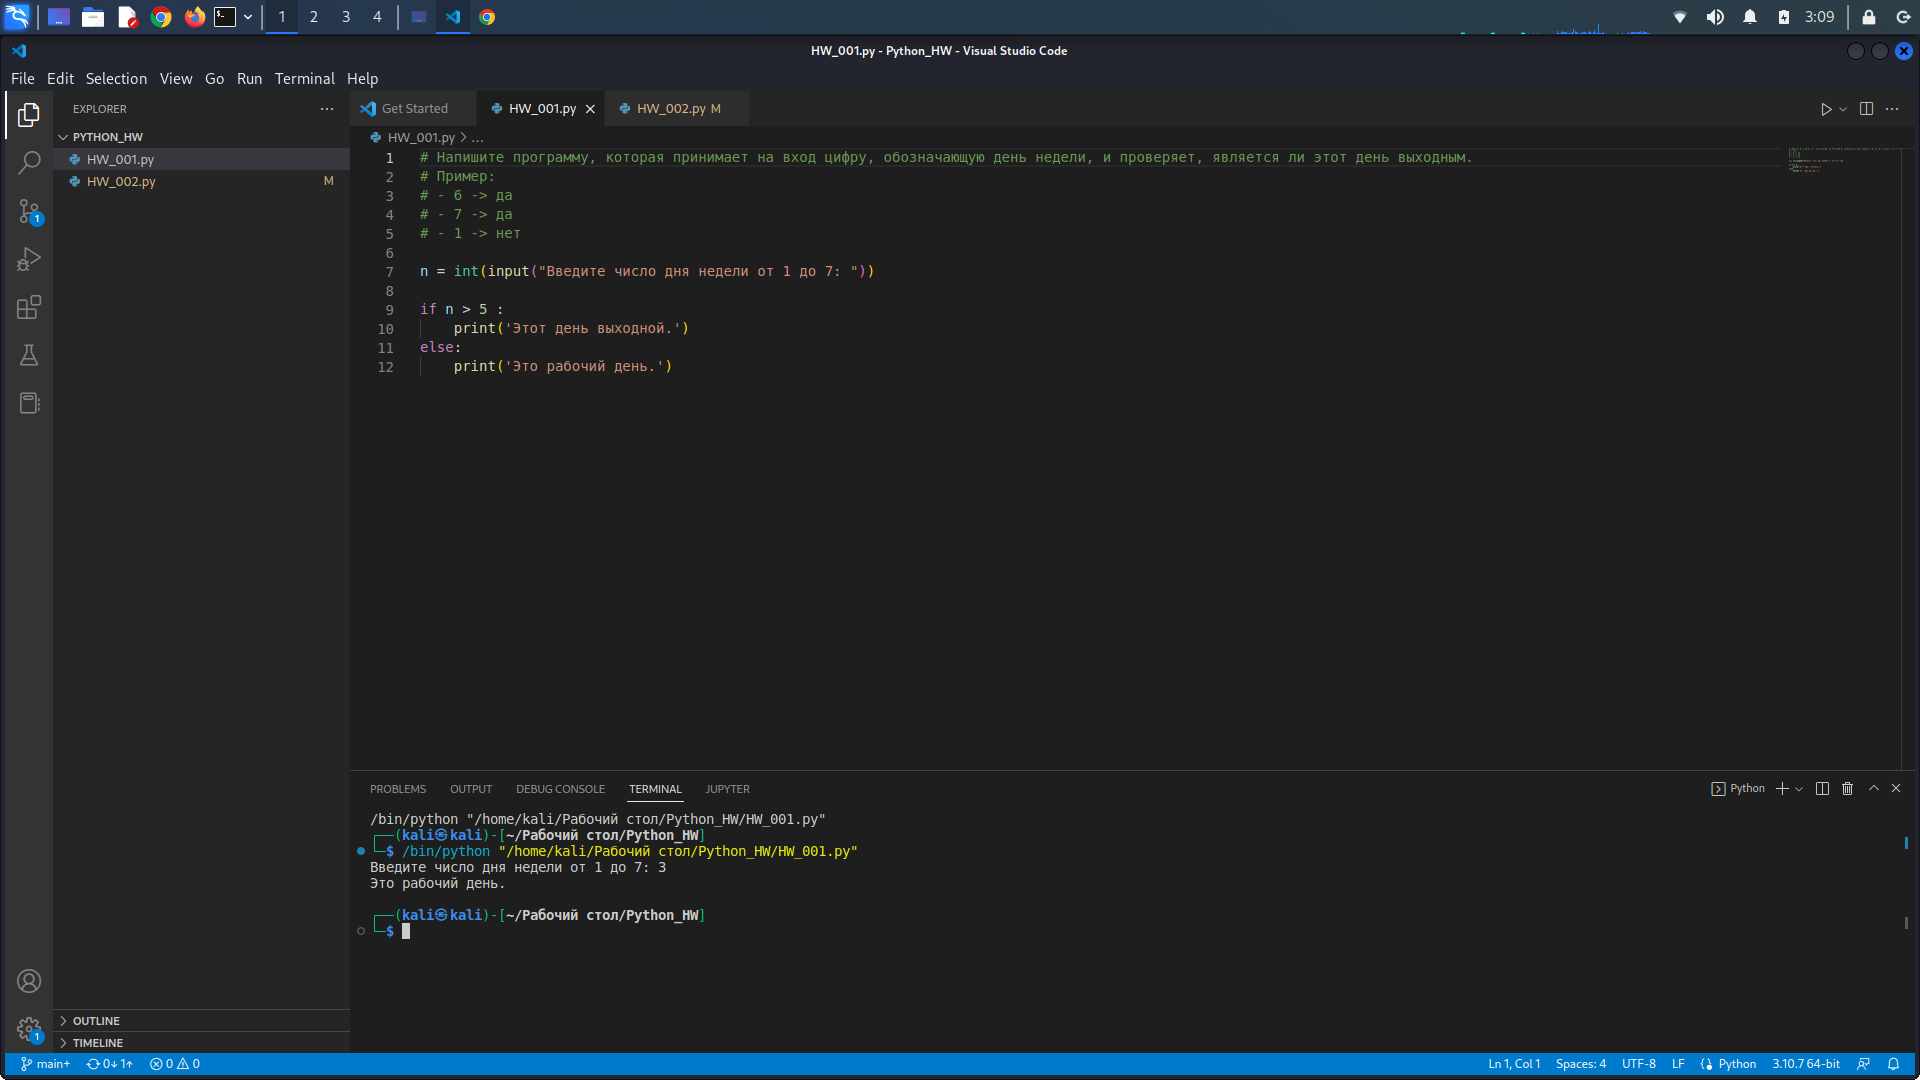 1 2 3 4 3:09
HW_001.py - Python_HW - Visual Studio Code
File Edit Selection View Go Run Terminal Help
EXPLORER
PYTHON_HW
HW_001.py
HW_002.py M
1
Get Started HW_001.py HW_002.py M
HW_001.py > ...
1 # Напишите программу, которая принимает на вход цифру, обозначающую день недели, и проверяет, является ли этот день выходным.
2 # Пример:
3 # - 6 -> да
4 # - 7 -> да
5 # - 1 -> нет
6
7 n = int(input("Введите число дня недели от 1 до 7: "))
8
9 if n > 5 :
10     print('Этот день выходной.')
11 else:
12     print('Это рабочий день.')
PROBLEMS OUTPUT DEBUG CONSOLE TERMINAL JUPYTER Python
/bin/python "/home/kali/Рабочий стол/Python_HW/HW_001.py"
┌──(kali㉿kali)-[~/Рабочий стол/Python_HW]
└─$ /bin/python "/home/kali/Рабочий стол/Python_HW/HW_001.py"
Введите число дня недели от 1 до 7: 3
Это рабочий день.
┌──(kali㉿kali)-[~/Рабочий стол/Python_HW]
└─$
OUTLINE
1
TIMELINE
main+ 0↓ 1↑ 0 0 Ln 1, Col 1 Spaces: 4 UTF-8 LF Python 3.10.7 64-bit